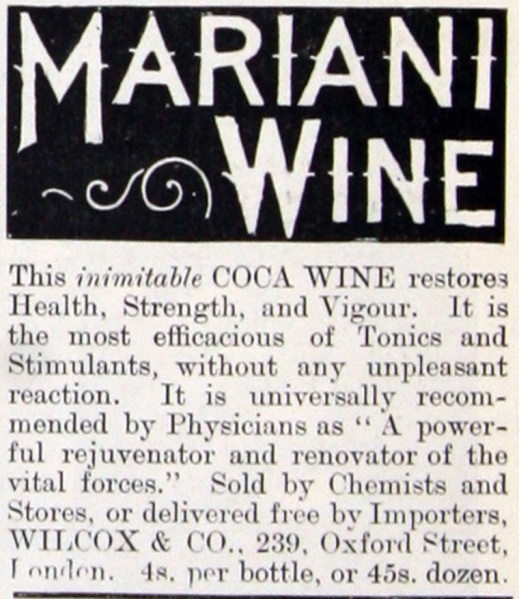 MARIANI
WINE
This inimitable COCA WINE restores
Health, Strength, and Vigour. It is
the most efficacious of Tonics and
Stimulants, without any unpleasant
reaction. It is universally recom-
mended by Physicians as “ A power-
ful rejuvenator and renovator of the
vital forces.” Sold by Chemists and
Stores, or delivered free by Importers,
WILCOX & CO., 239, Oxford Street,
London. 4s. per bottle, or 45s. dozen.